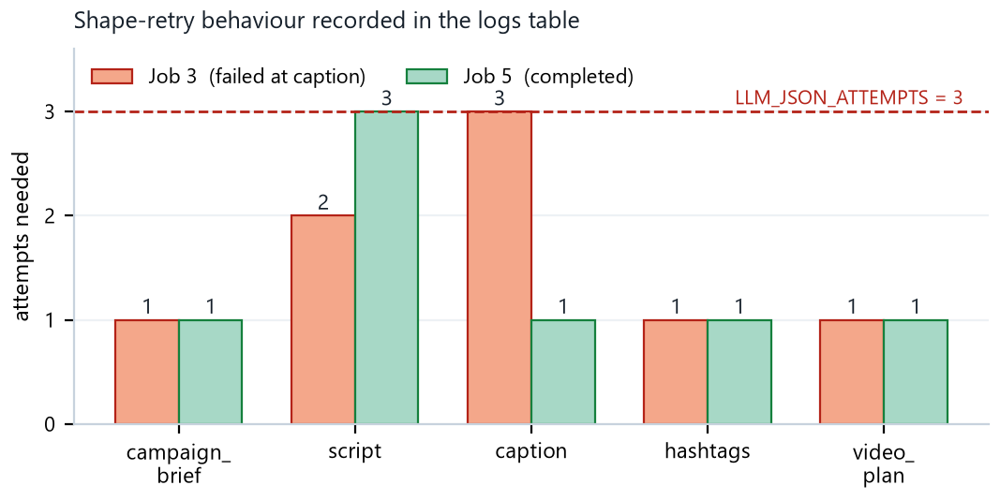 Shape-retry behaviour recorded in the logs table
Job 3 (failed at caption)
Job 5 (completed)
LLM_JSON_ATTEMPTS = 3
attempts needed
3
2
1
0
1
1
2
3
3
1
1
1
1
1
campaign_
brief
script
caption
hashtags
video_
plan